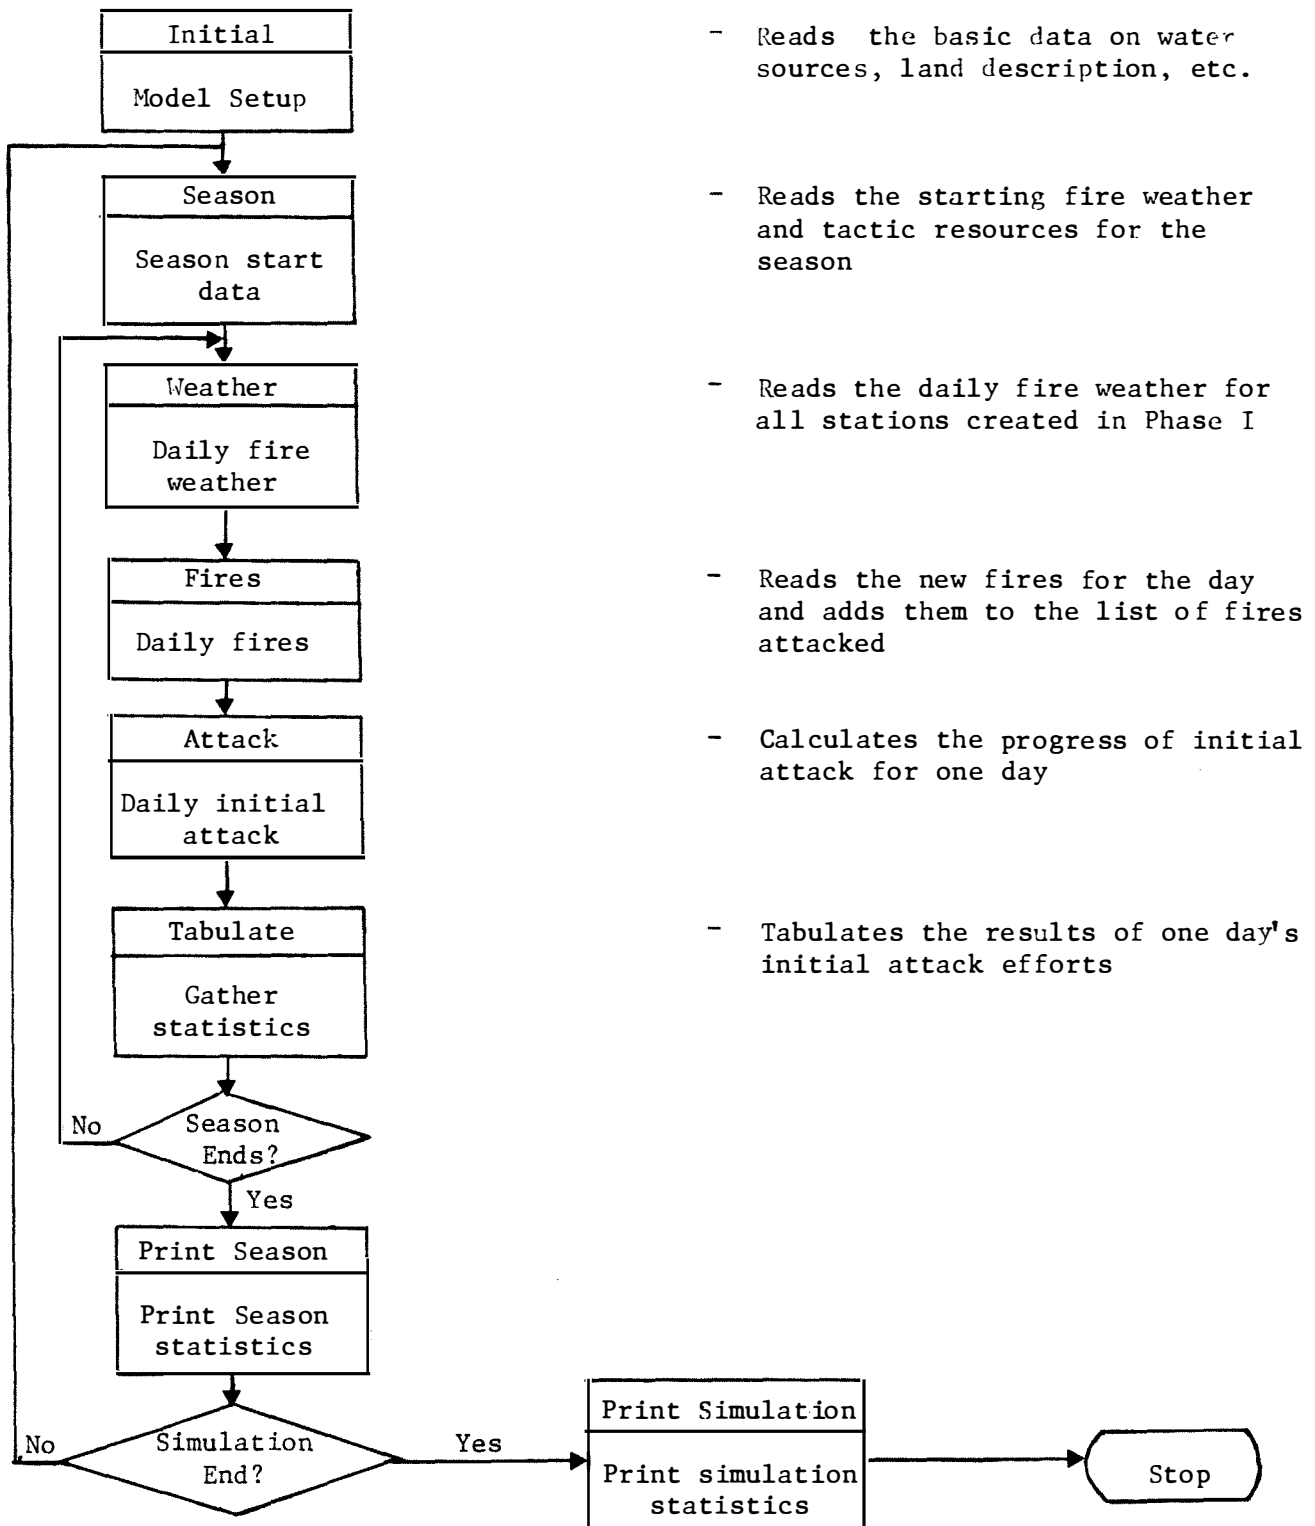 Initial
Model Setup
- Reads the basic data on water
sources, land description, etc.
Season
Season start
data
- Reads the starting fire weather
and tactic resources for the
season
Weather
Daily fire
weather
- Reads the daily fire weather for
all stations created in Phase I
Fires
Daily fires
- Reads the new fires for the day
and adds them to the list of fires
attacked
Attack
Daily initial
attack
- Calculates the progress of initial
attack for one day
Tabulate
Gather
statistics
- Tabulates the results of one day's
initial attack efforts
No
Season
Ends?
Yes
Print Season
Print Season
statistics
No
Simulation
End?
Yes
Print Simulation
Print simulation
statistics
Stop